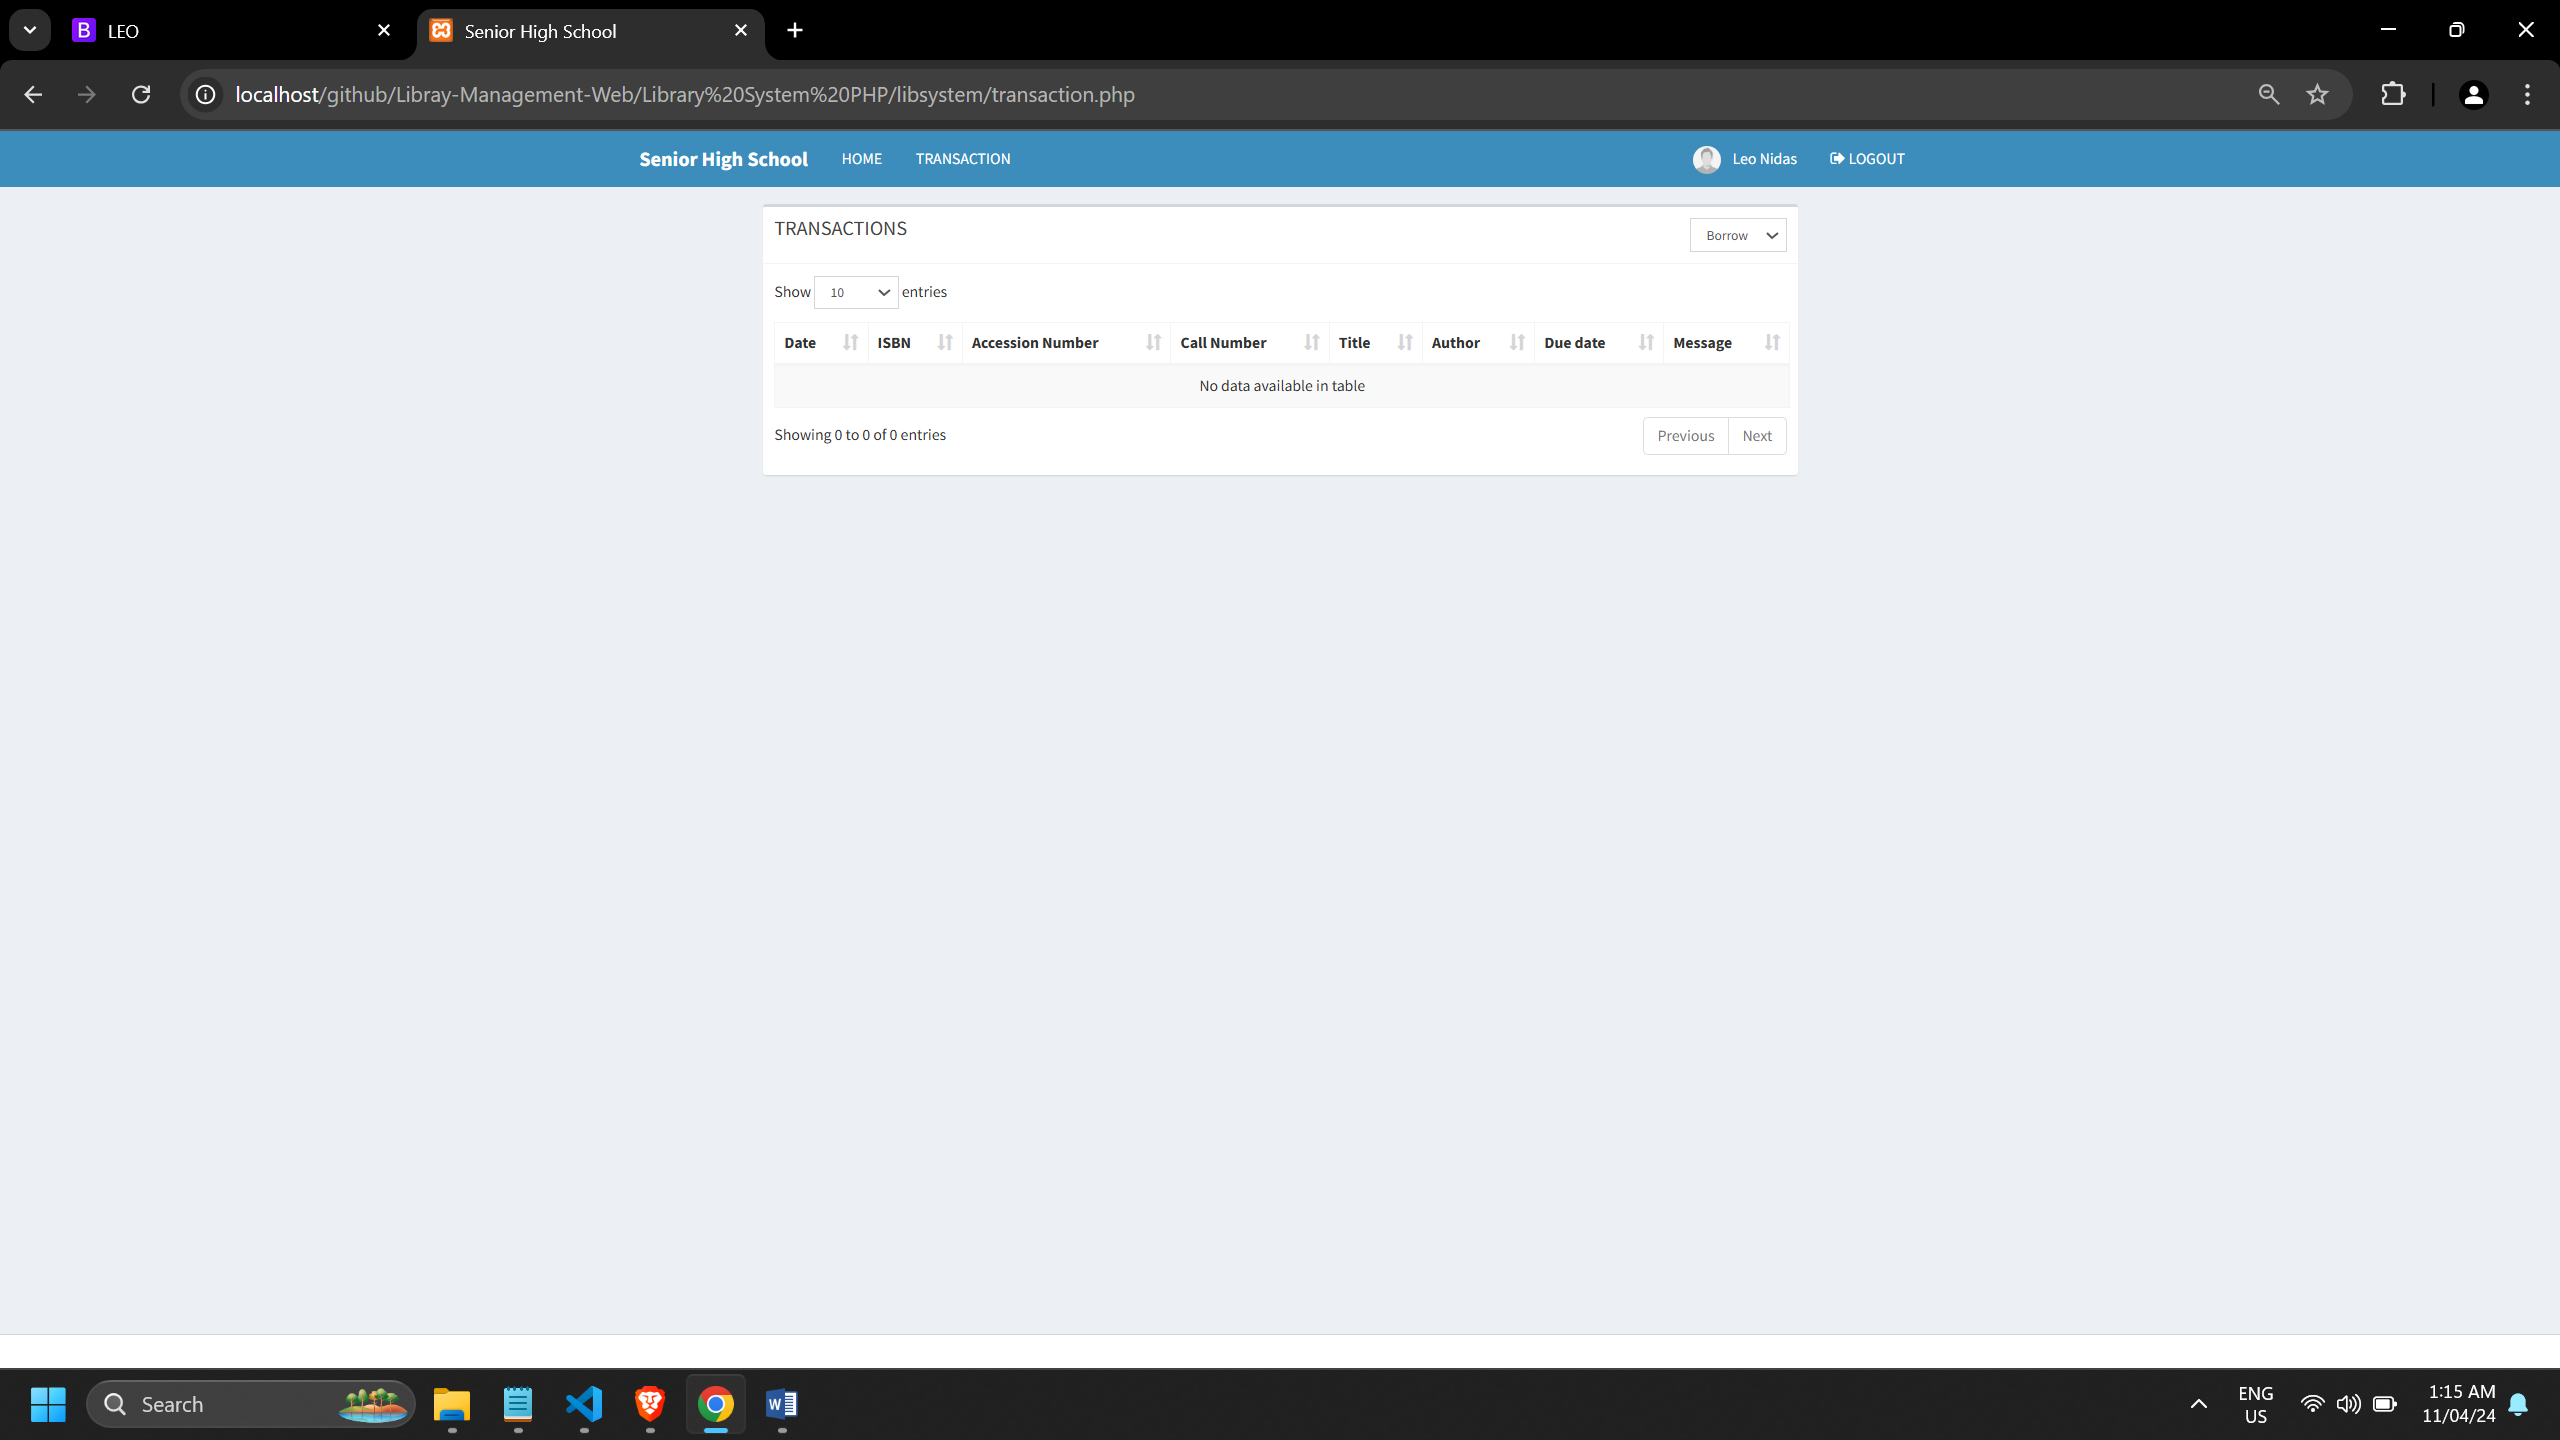 LEO
Senior High School
localhost/github/Libray-Management-Web/Library%20System%20PHP/libsystem/transaction.php
Senior High School HOME TRANSACTION Leo Nidas LOGOUT
TRANSACTIONS Borrow
Show 10 entries
Date ISBN Accession Number Call Number Title Author Due date Message
No data available in table
Showing 0 to 0 of 0 entries Previous Next
Search
ENG
US
1:15 AM
11/04/24